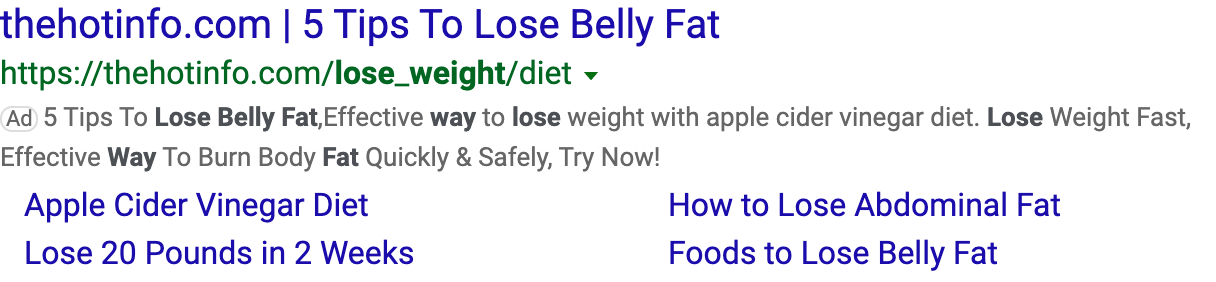 thehotinfo.com | 5 Tips To Lose Belly Fat
https://thehotinfo.com/lose_weight/diet
Ad 5 Tips To Lose Belly Fat,Effective way to lose weight with apple cider vinegar diet. Lose Weight Fast,
Effective Way To Burn Body Fat Quickly & Safely, Try Now!
Apple Cider Vinegar Diet How to Lose Abdominal Fat
Lose 20 Pounds in 2 Weeks Foods to Lose Belly Fat